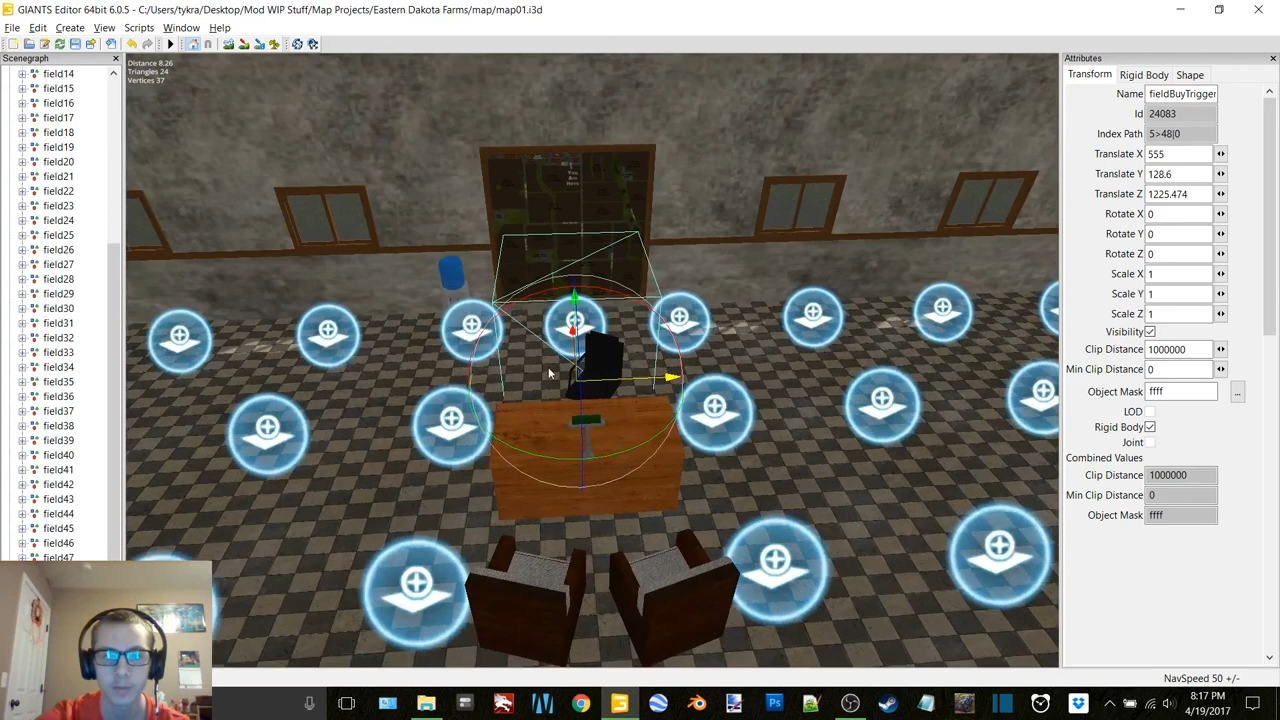 GIANTS Editor 64bit 6.0.5 - C:/Users/tykra/Desktop/Mod WIP Stuff/Map Projects/Eastern Dakota Farms/map/map01.i3d
File Edit Create View Scripts Window Help
Scenegraph
field14
field15
field16
field17
field18
field19
field20
field21
field22
field23
field24
field25
field26
field27
field28
field29
field30
field31
field32
field33
field34
field35
field36
field37
field38
field39
field40
field41
field42
field43
field44
field45
field46
field47
Distance 8.26
Triangles 24
Vertices 37
You
Are
Here
Attributes
Transform Rigid Body Shape
Name fieldBuyTrigger
Id 24083
Index Path 5>48|0
Translate X 555
Translate Y 128.6
Translate Z 1225.474
Rotate X 0
Rotate Y 0
Rotate Z 0
Scale X 1
Scale Y 1
Scale Z 1
Visibility
Clip Distance 1000000
Min Clip Distance 0
Object Mask ffff ...
LOD
Rigid Body
Joint
Combined Values
Clip Distance 1000000
Min Clip Distance 0
Object Mask ffff
NavSpeed 50 +/-
8:17 PM
4/19/2017